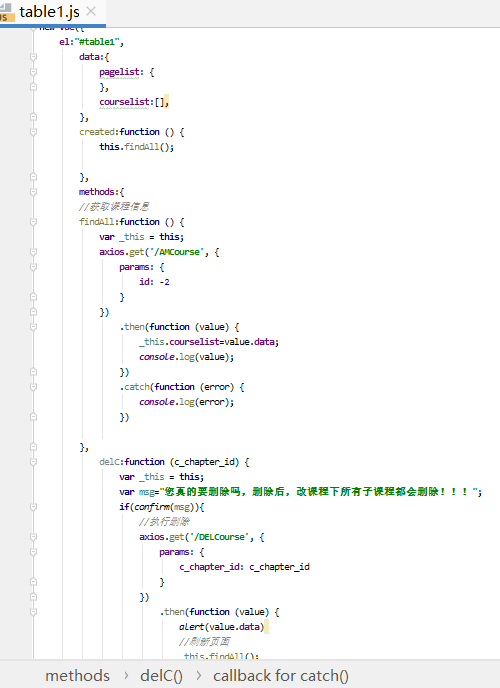 table1.js
new Vue({
el:"#table1",
data:{
pagelist: {
},
courselist:[],
},
created:function () {
this.findAll();
},
methods:{
//获取课程信息
findAll:function () {
var _this = this;
axios.get('/AMCourse', {
params: {
id: -2
}
})
.then(function (value) {
_this.courselist=value.data;
console.log(value);
})
.catch(function (error) {
console.log(error);
})
},
delC:function (c_chapter_id) {
var _this = this;
var msg="您真的要删除吗，删除后，改课程下所有子课程都会删除！！！";
if(confirm(msg)){
//执行删除
axios.get('/DELCourse', {
params: {
c_chapter_id: c_chapter_id
}
})
.then(function (value) {
alert(value.data)
//刷新页面
_this.findAll();
methods › delC() › callback for catch()